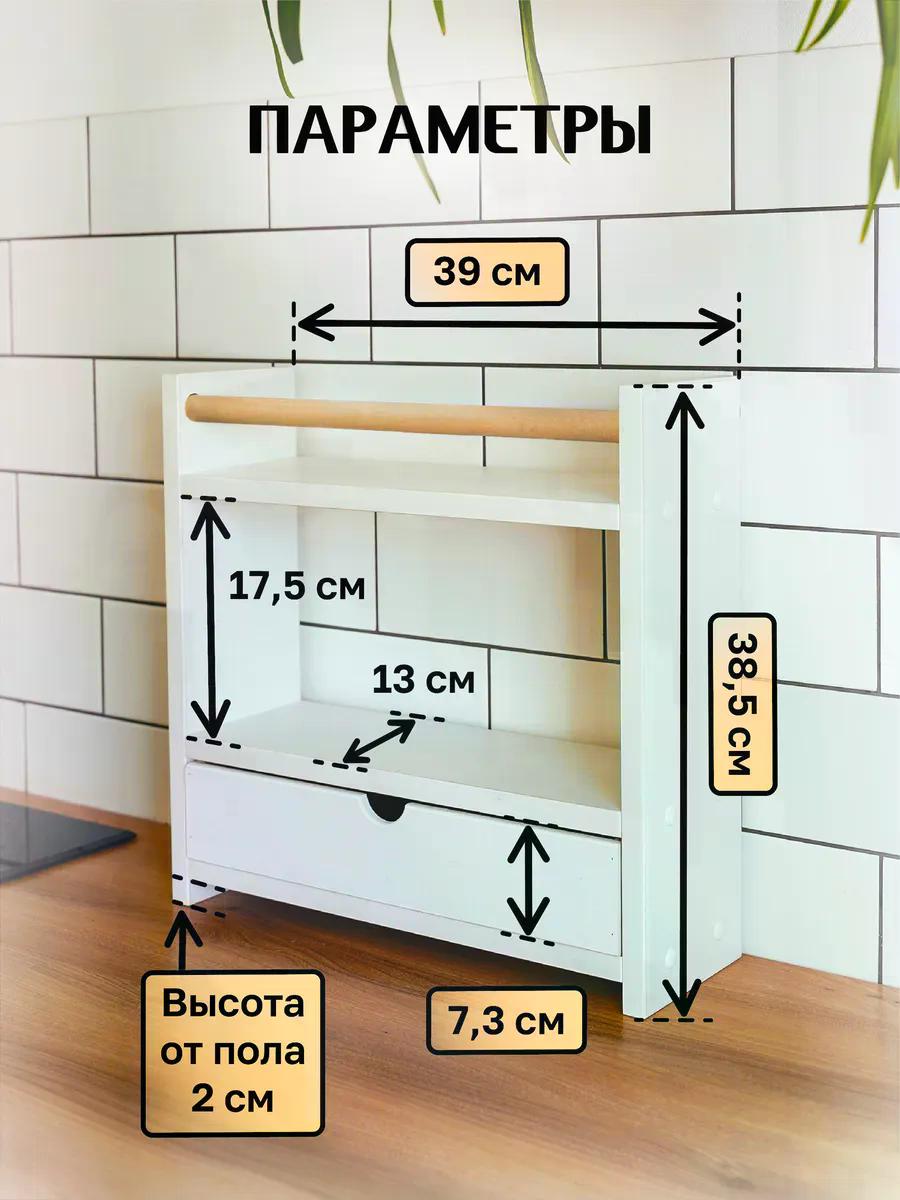 ПАРАМЕТРЫ
39 см
17,5 см
13 см
38,5 см
7,3 см
Высота
от пола
2 см